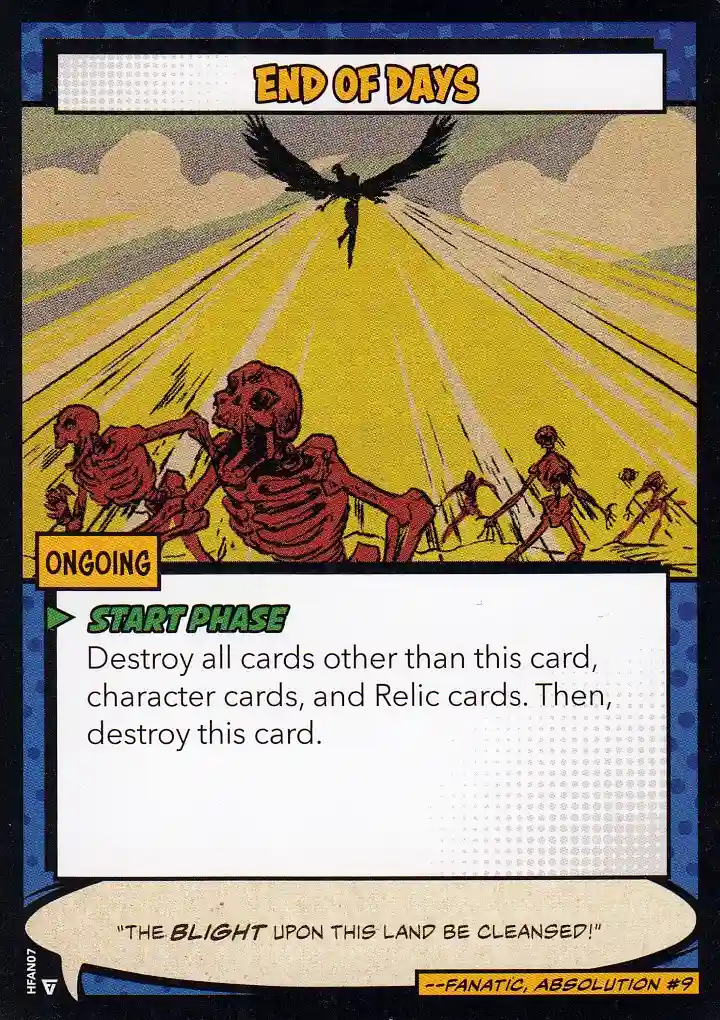 END OF DAYS
ONGOING
START PHASE
Destroy all cards other than this card,
character cards, and Relic cards. Then,
destroy this card.
"THE BLIGHT UPON THIS LAND BE CLEANSED!"
--FANATIC, ABSOLUTION #9
HFAN07